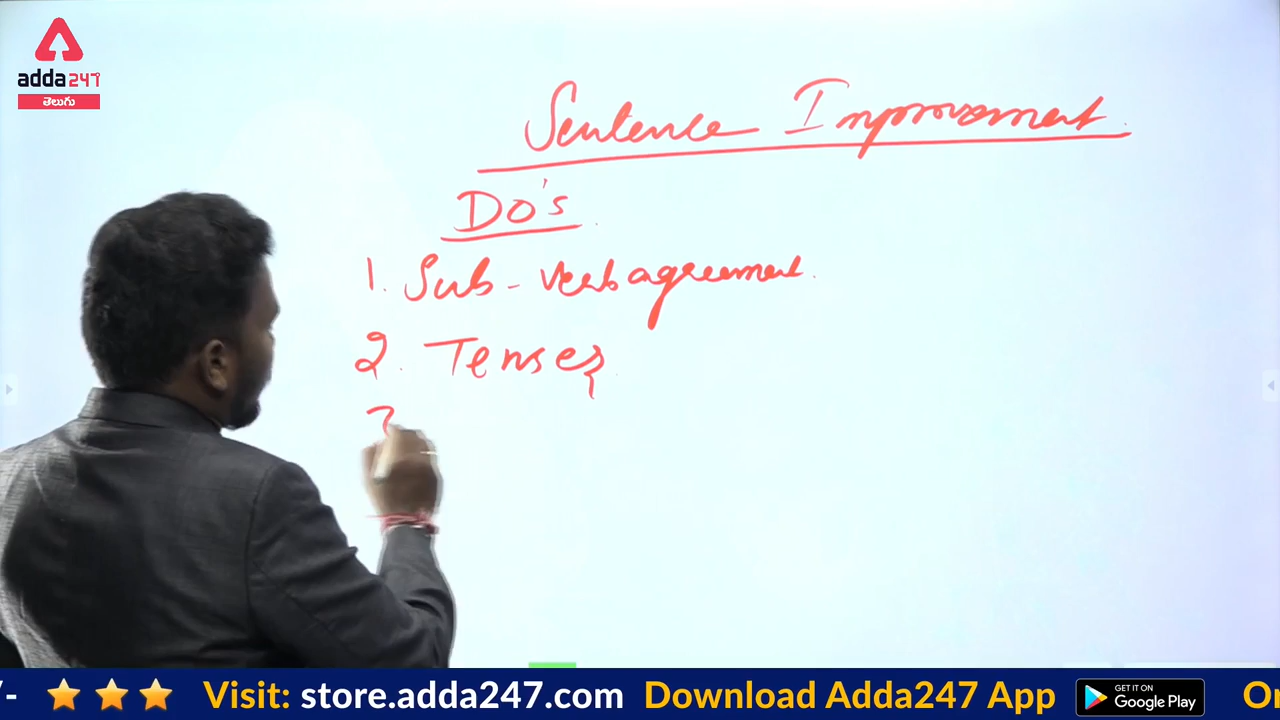 adda247
తెలుగు
Sentence Improvement.
Do's.
1. Sub-verb agreement.
2. Tenses.
/- Visit: store.adda247.com Download Adda247 App GET IT ON Google Play On